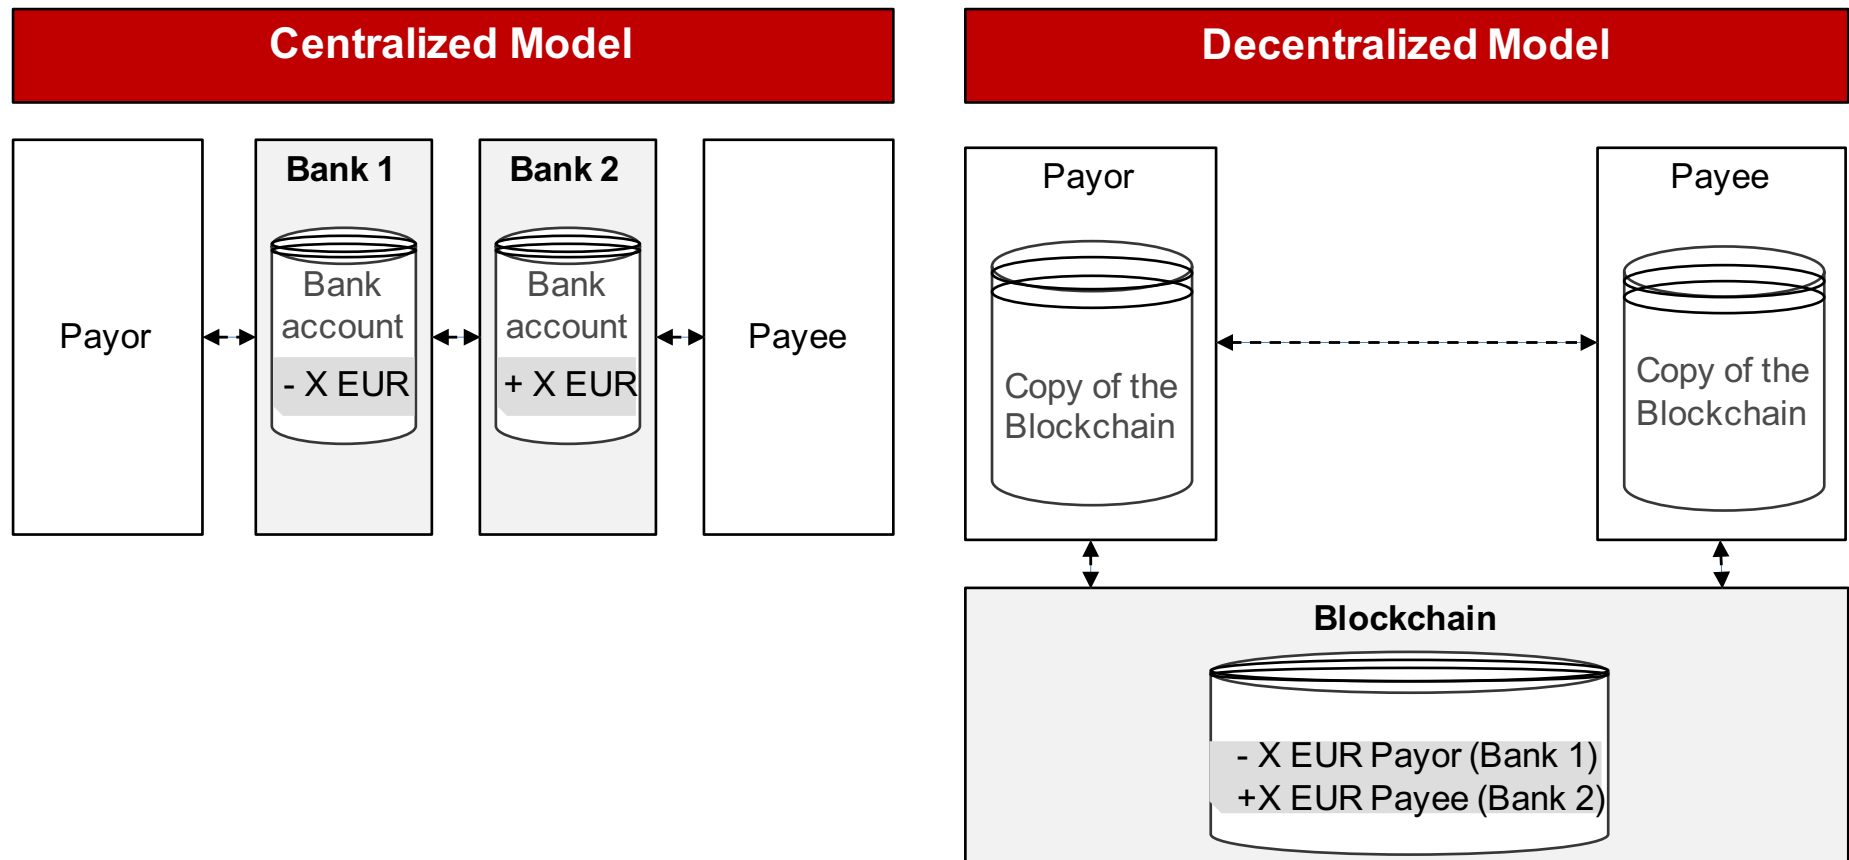 Centralized Model
Payor
Bank 1
Bank
account
- X EUR
Bank 2
Bank
account
+ X EUR
Payee
Decentralized Model
Payor
Copy of the
Blockchain
Payee
Copy of the
Blockchain
Blockchain
- X EUR Payor (Bank 1)
+X EUR Payee (Bank 2)